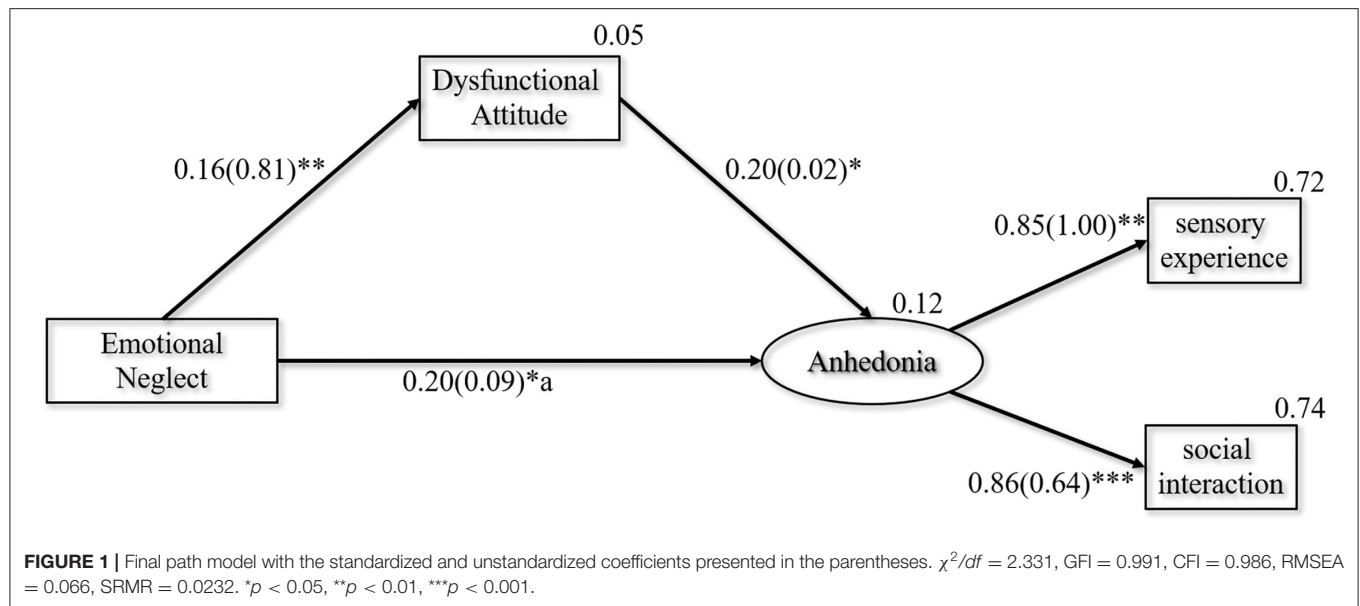 0.05
Dysfunctional
Attitude
0.16(0.81)**
0.20(0.02)*
0.72
0.85(1.00)**
sensory
experience
0.12
Emotional
Neglect
Anhedonia
0.20(0.09)*a
0.74
social
interaction
0.86(0.64)***
FIGURE 1 | Final path model with the standardized and unstandardized coefficients presented in the parentheses. χ²/df = 2.331, GFI = 0.991, CFI = 0.986, RMSEA
= 0.066, SRMR = 0.0232. *p < 0.05, **p < 0.01, ***p < 0.001.